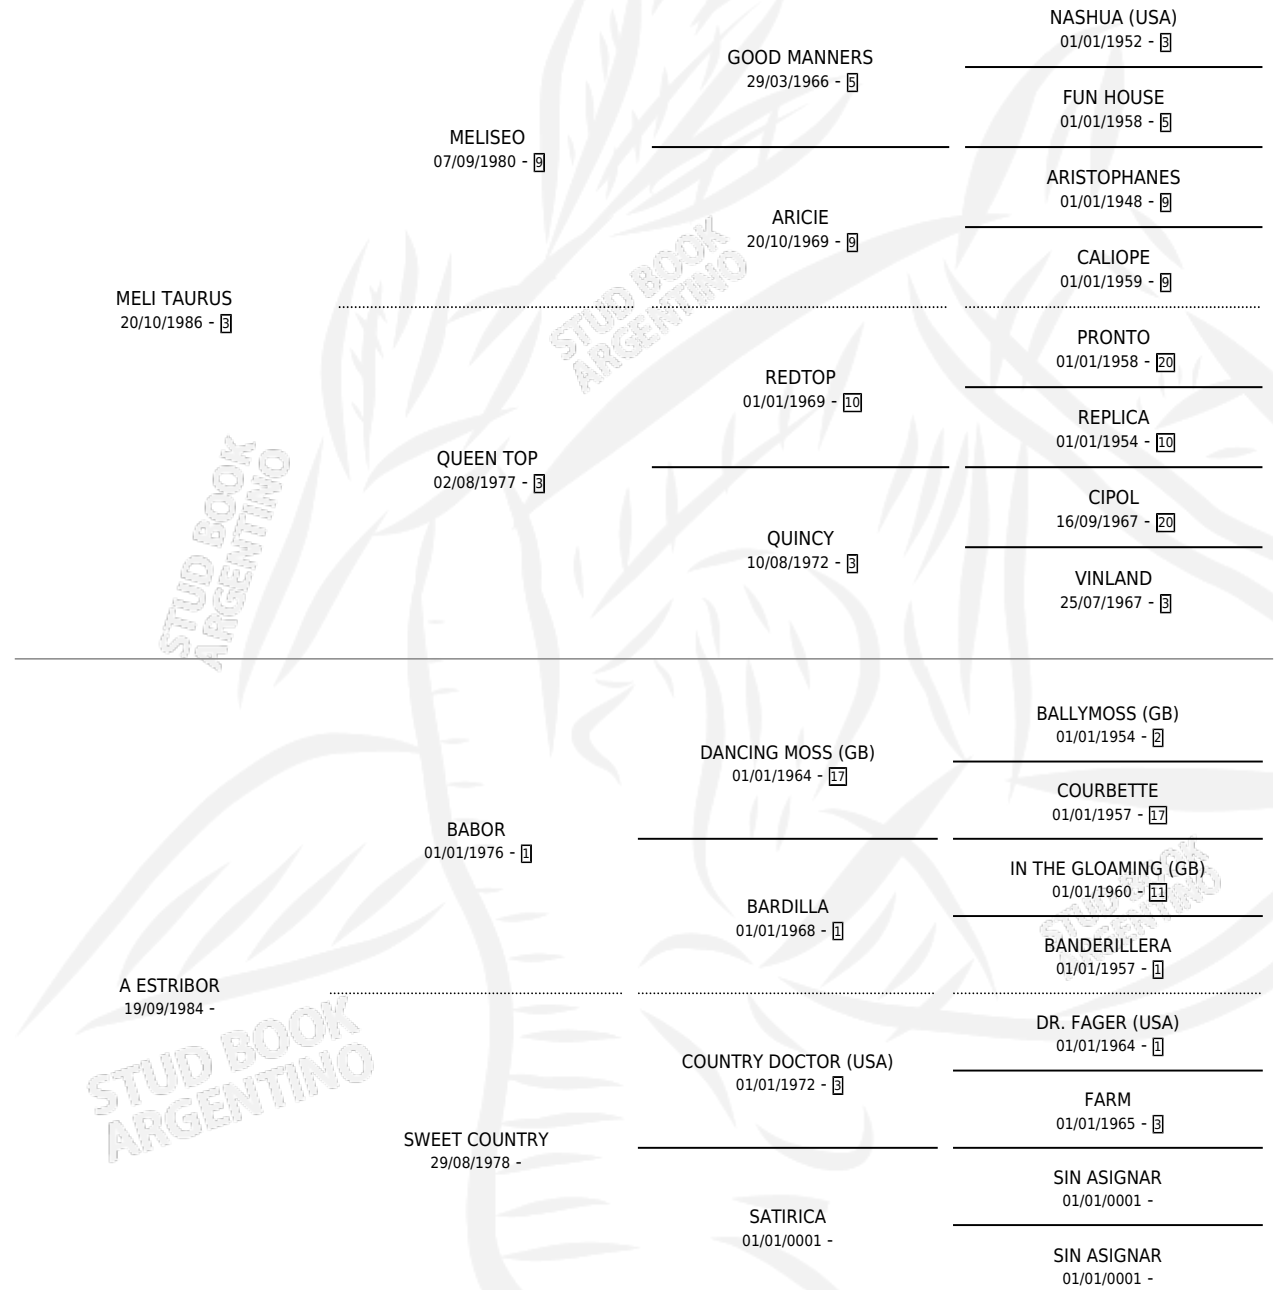 NASHUA (USA)
01/01/1952 - 3
GOOD MANNERS
29/03/1966 - 5
FUN HOUSE
01/01/1958 - 5
MELISEO
07/09/1980 - 9
ARISTOPHANES
01/01/1948 - 9
ARICIE
20/10/1969 - 9
CALIOPE
01/01/1959 - 9
MELI TAURUS
20/10/1986 - 3
PRONTO
01/01/1958 - 20
REDTOP
01/01/1969 - 10
REPLICA
01/01/1954 - 10
QUEEN TOP
02/08/1977 - 3
CIPOL
16/09/1967 - 20
QUINCY
10/08/1972 - 3
VINLAND
25/07/1967 - 3
BALLYMOSS (GB)
01/01/1954 - 2
DANCING MOSS (GB)
01/01/1964 - 17
COURBETTE
01/01/1957 - 17
BABOR
01/01/1976 - 1
IN THE GLOAMING (GB)
01/01/1960 - 11
BARDILLA
01/01/1968 - 1
BANDERILLERA
01/01/1957 - 1
A ESTRIBOR
19/09/1984 -
DR. FAGER (USA)
01/01/1964 - 1
COUNTRY DOCTOR (USA)
01/01/1972 - 3
FARM
01/01/1965 - 3
SWEET COUNTRY
29/08/1978 -
SIN ASIGNAR
01/01/0001 -
SATIRICA
01/01/0001 -
SIN ASIGNAR
01/01/0001 -
STUD BOOK
ARGENTINO
STUD BOOK
ARGENTINO
STUD BOOK
ARGENTINO
STUD BOOK
ARGENTINO